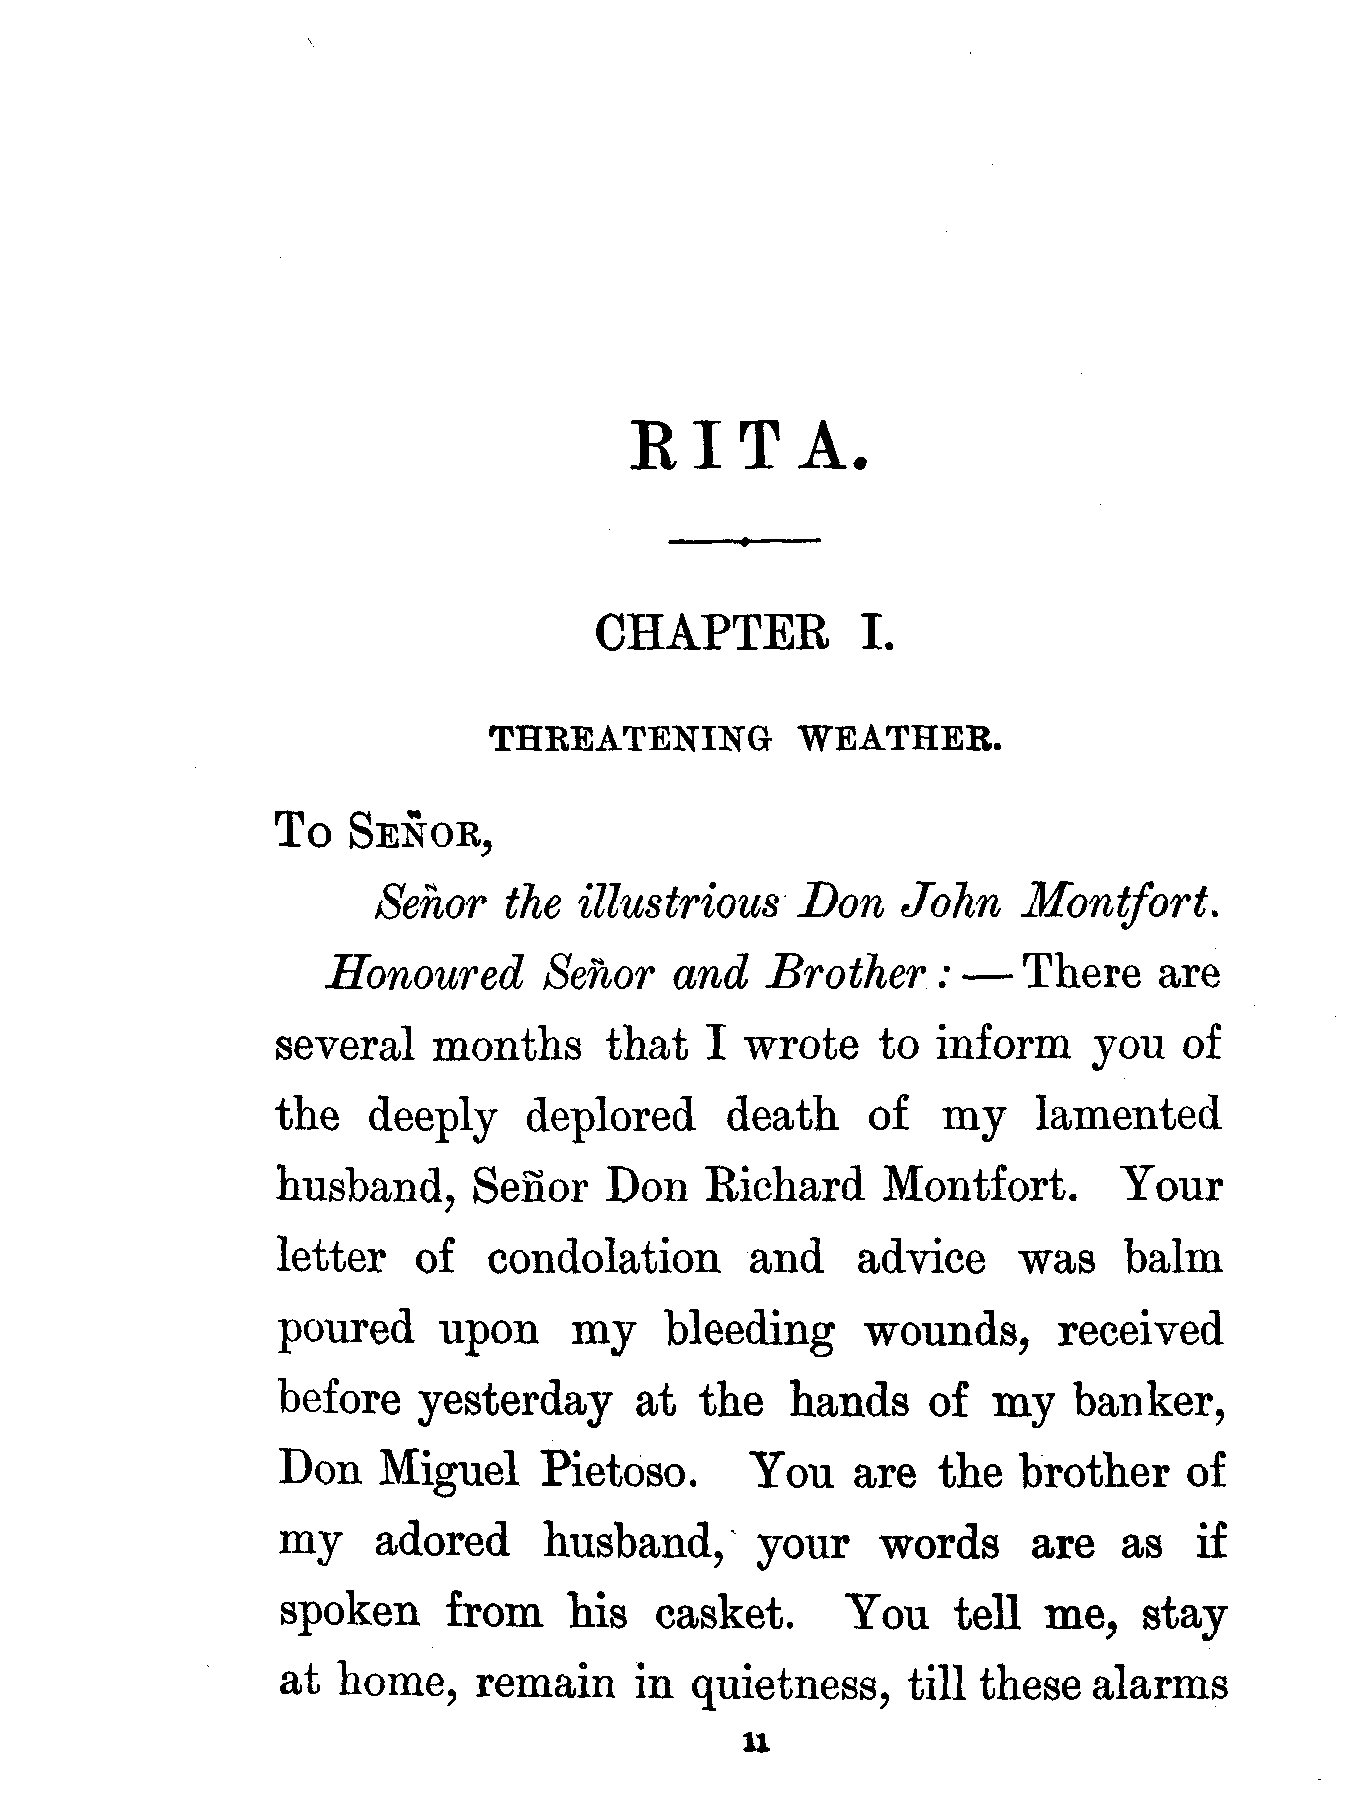 RITA.
CHAPTER I.
THREATENING WEATHER.
To Señor,
Señor the illustrious Don John Montfort.
Honoured Señor and Brother: — There are
several months that I wrote to inform you of
the deeply deplored death of my lamented
husband, Señor Don Richard Montfort. Your
letter of condolation and advice was balm
poured upon my bleeding wounds, received
before yesterday at the hands of my banker,
Don Miguel Pietoso. You are the brother of
my adored husband, your words are as if
spoken from his casket. You tell me, stay
at home, remain in quietness, till these alarms
11